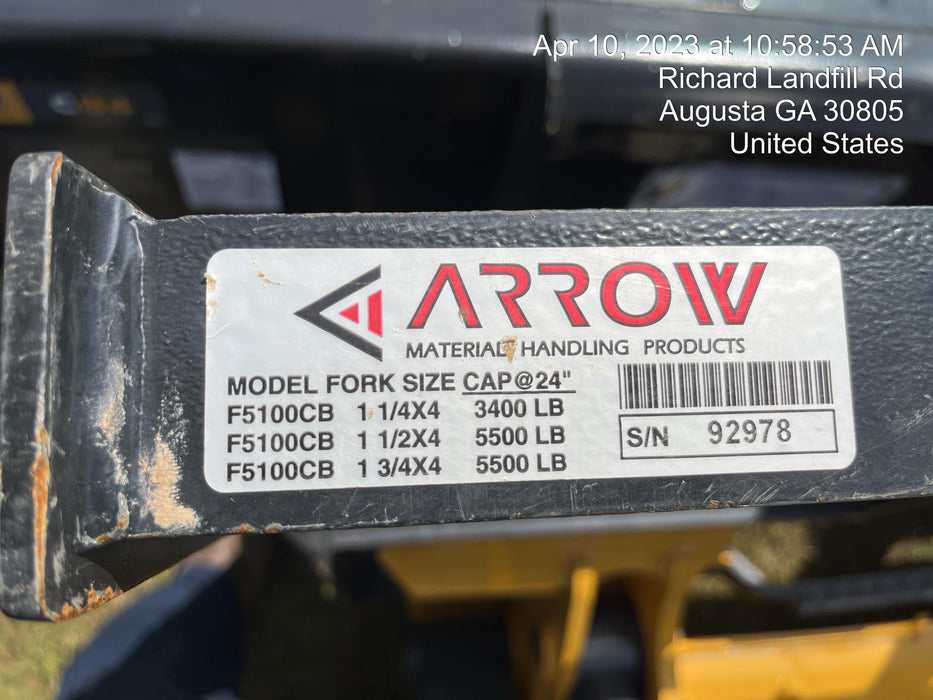 Apr 10, 2023 at 10:58:53 AM
Richard Landfill Rd
Augusta GA 30805
United States
ARROW
MATERIAL HANDLING PRODUCTS
MODEL FORK SIZE CAP@24"
F5100CB 1 1/4X4 3400 LB
F5100CB 1 1/2X4 5500 LB
F5100CB 1 3/4X4 5500 LB
S/N 92978